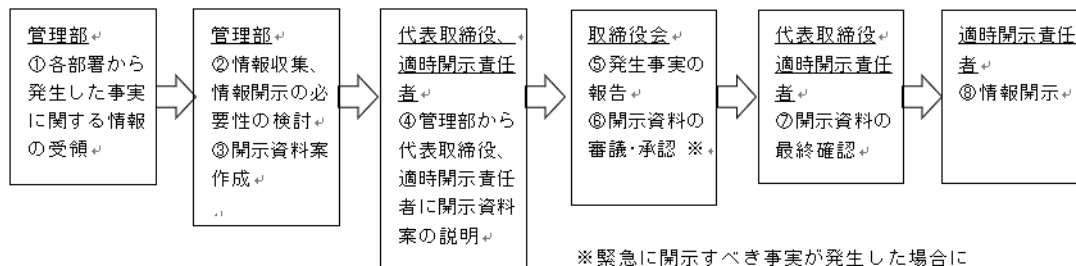 管理部
①各部署から
発生した事実
に関する情報
の受領
管理部
②情報収集、
情報開示の必
要性の検討
③開示資料案
作成
代表取締役、
適時開示責任
者
④管理部から
代表取締役、
適時開示責任
者に開示資料
案の説明
取締役会
⑤発生事実の
報告
⑥開示資料の
審議・承認 ※
代表取締役
適時開示責任
者
⑦開示資料の
最終確認
適時開示責任
者
⑧情報開示
※緊急に開示すべき事実が発生した場合に